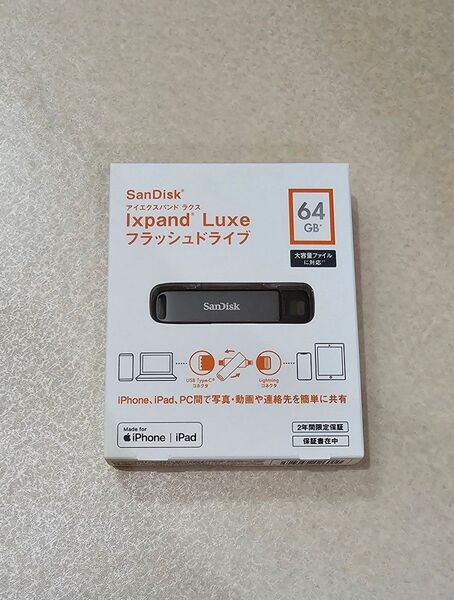 SanDisk®
アイエクスパンド ラクス
Ixpand® Luxe
フラッシュドライブ
64
GB*
大容量ファイル
に対応
SanDisk
USB Type-C®
コネクタ
Lightning
コネクタ
iPhone、iPad、PC間で写真・動画や連絡先を簡単に共有
Made for
iPhone | iPad
2年間限定保証
保証書在中